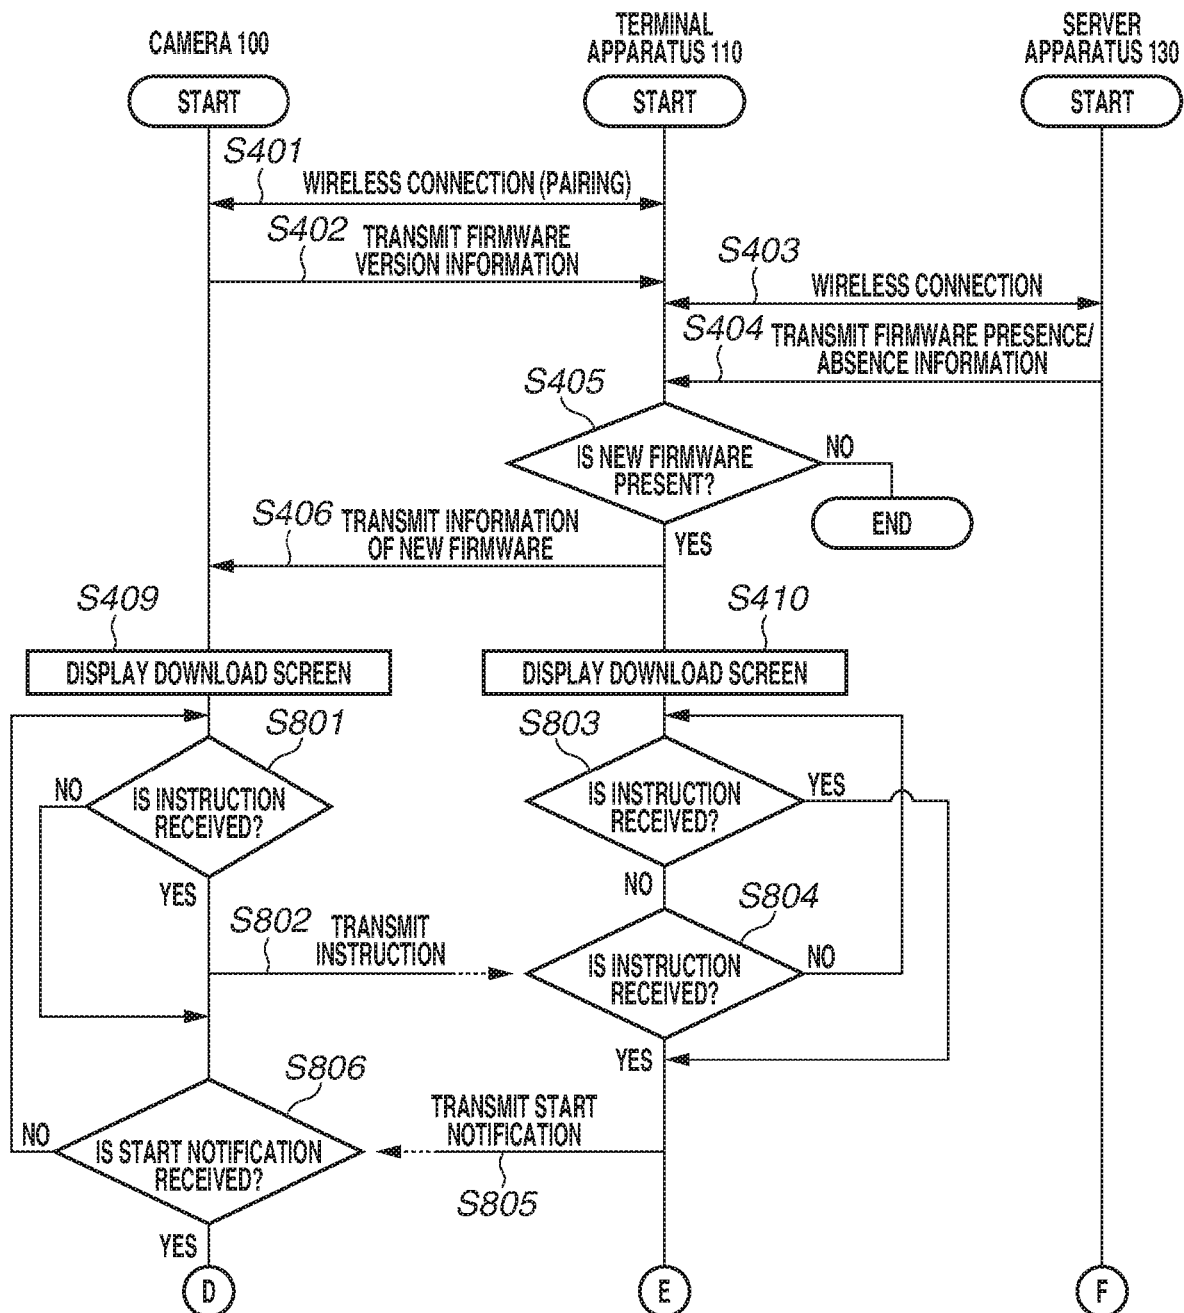 CAMERA 100
TERMINAL
APPARATUS 110
SERVER
APPARATUS 130
START
START
START
S401
WIRELESS CONNECTION (PAIRING)
S402
TRANSMIT FIRMWARE
VERSION INFORMATION
S403
WIRELESS CONNECTION
S404
TRANSMIT FIRMWARE PRESENCE/
ABSENCE INFORMATION
S405
IS NEW FIRMWARE
PRESENT?
NO
END
YES
S406
TRANSMIT INFORMATION
OF NEW FIRMWARE
S409
DISPLAY DOWNLOAD SCREEN
S410
DISPLAY DOWNLOAD SCREEN
S801
IS INSTRUCTION
RECEIVED?
NO
YES
S803
IS INSTRUCTION
RECEIVED?
YES
NO
S802
TRANSMIT
INSTRUCTION
S804
IS INSTRUCTION
RECEIVED?
NO
YES
S806
IS START NOTIFICATION
RECEIVED?
NO
YES
TRANSMIT START
NOTIFICATION
S805
D
E
F